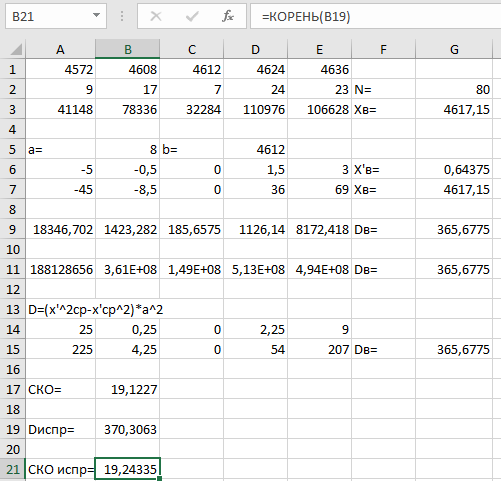 B21 =КОРЕНЬ(B19)
A B C D E F G
1 4572 4608 4612 4624 4636
2 9 17 7 24 23 N= 80
3 41148 78336 32284 110976 106628 Xв= 4617,15
4
5 a= 8 b= 4612
6 -5 -0,5 0 1,5 3 X'в= 0,64375
7 -45 -8,5 0 36 69 Xв= 4617,15
8
9 18346,702 1423,282 185,6575 1126,14 8172,418 Dв= 365,6775
10
11 188128656 3,61E+08 1,49E+08 5,13E+08 4,94E+08 Dв= 365,6775
12
13 D=(x'^2ср-x'ср^2)*a^2
14 25 0,25 0 2,25 9
15 225 4,25 0 54 207 Dв= 365,6775
16
17 СКО= 19,1227
18
19 Dиспр= 370,3063
20
21 СКО испр= 19,24335